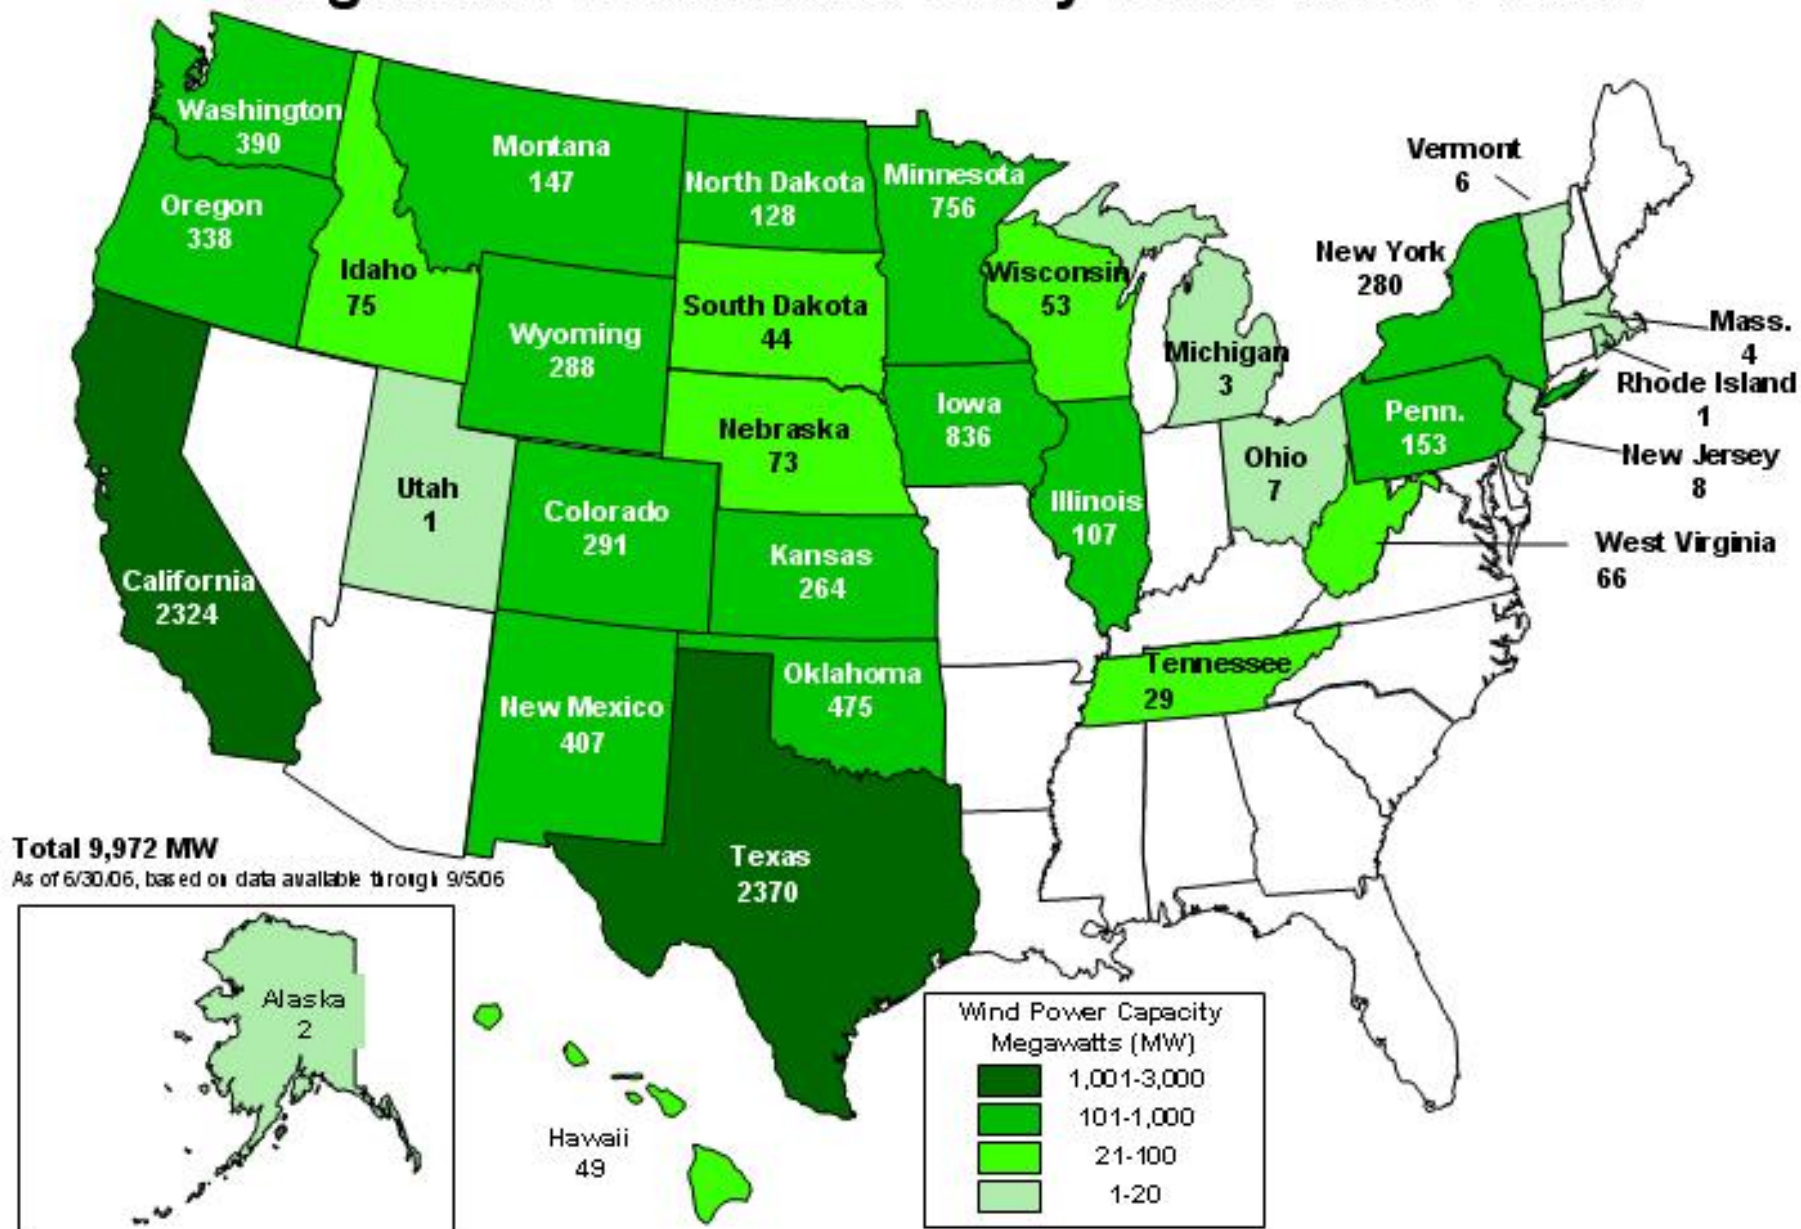 Washington
390
Oregon
338
Montana
147
Idaho
75
North Dakota
128
Minnesota
756
Wyoming
288
South Dakota
44
Wisconsin
53
Michigan
3
Vermont
6
New York
280
Mass.
4
Rhode Island
1
New Jersey
8
West Virginia
66
Nebraska
73
Iowa
836
Illinois
107
Ohio
7
Penn.
153
Utah
1
Colorado
291
Kansas
264
California
2324
New Mexico
407
Oklahoma
475
Tennessee
29
Texas
2370
Total 9,972 MW
As of 6/30/06, based on data available through 9/5/06
Alaska
2
Hawaii
49
Wind Power Capacity
Megawatts (MW)
1,001-3,000
101-1,000
21-100
1-20